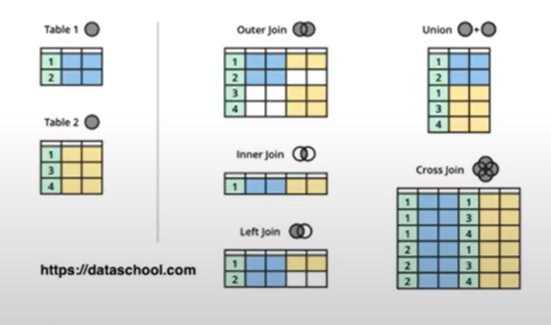 Table 1
1
2
Table 2
1
3
4
https://dataschool.com
Outer Join
1
2
3
4
Inner Join
1
Left Join
1
2
Union +
1
2
1
3
4
Cross Join
1 1
1 3
1 4
2 1
2 3
2 4